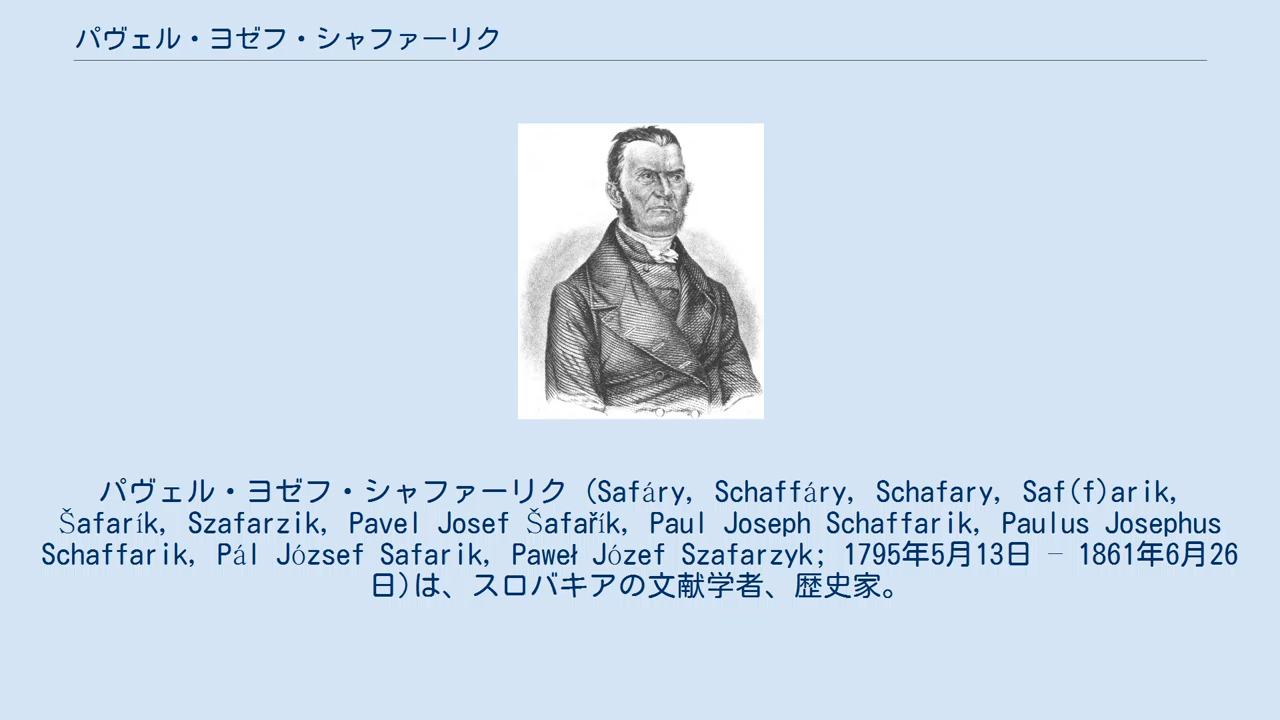 パヴェル・ヨゼフ・シャファーリク
パヴェル・ヨゼフ・シャファーリク (Safáry, Schaffáry, Schafary, Saf(f)arik,
Šafarík, Szafarzik, Pavel Josef Šafařík, Paul Joseph Schaffarik, Paulus Josephus
Schaffarik, Pál József Safarik, Paweł Józef Szafarzyk; 1795年5月13日 – 1861年6月26
日)は、スロバキアの文献学者、歴史家。